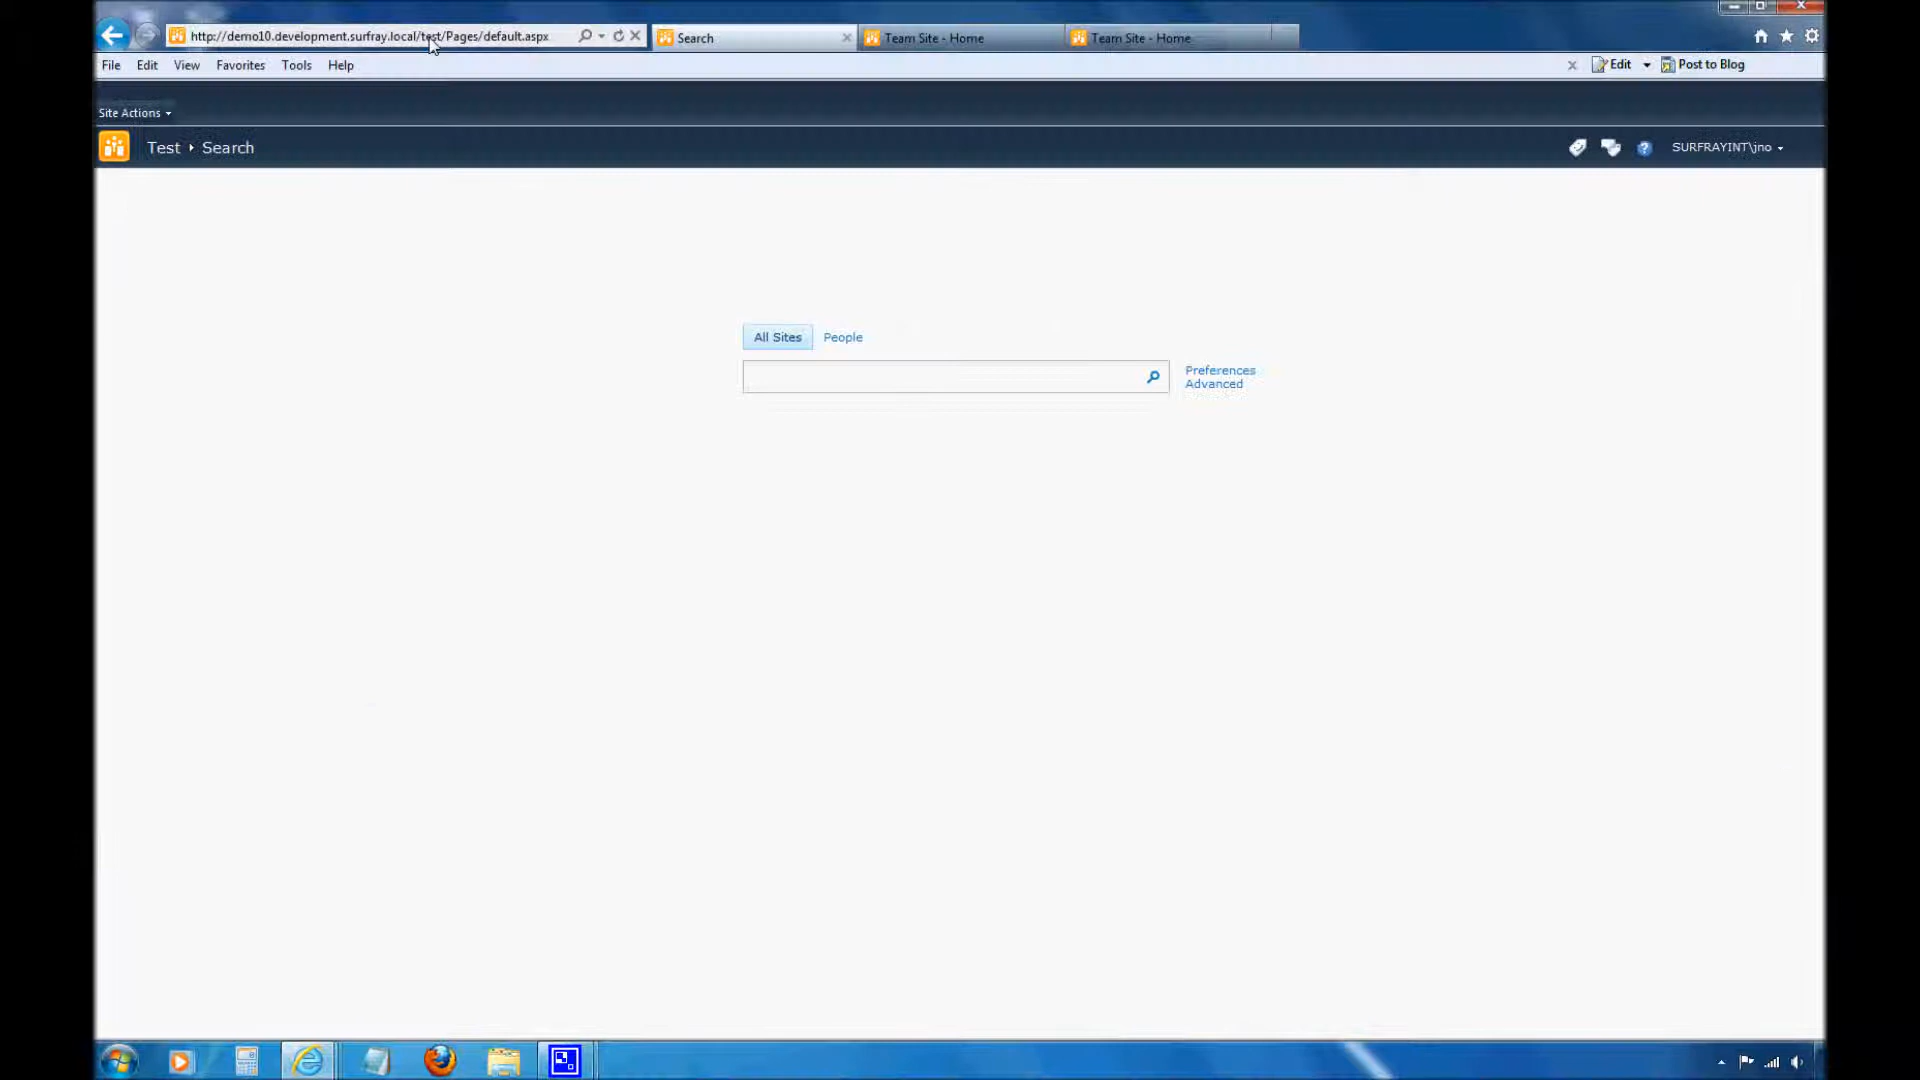 http://demo10.development.surfray.local/test/Pages/default.aspx
Search
Team Site - Home
Team Site - Home
File Edit View Favorites Tools Help
Edit
Post to Blog
Site Actions
Test Search
SURFRAYINT\jno
All Sites People
Preferences
Advanced